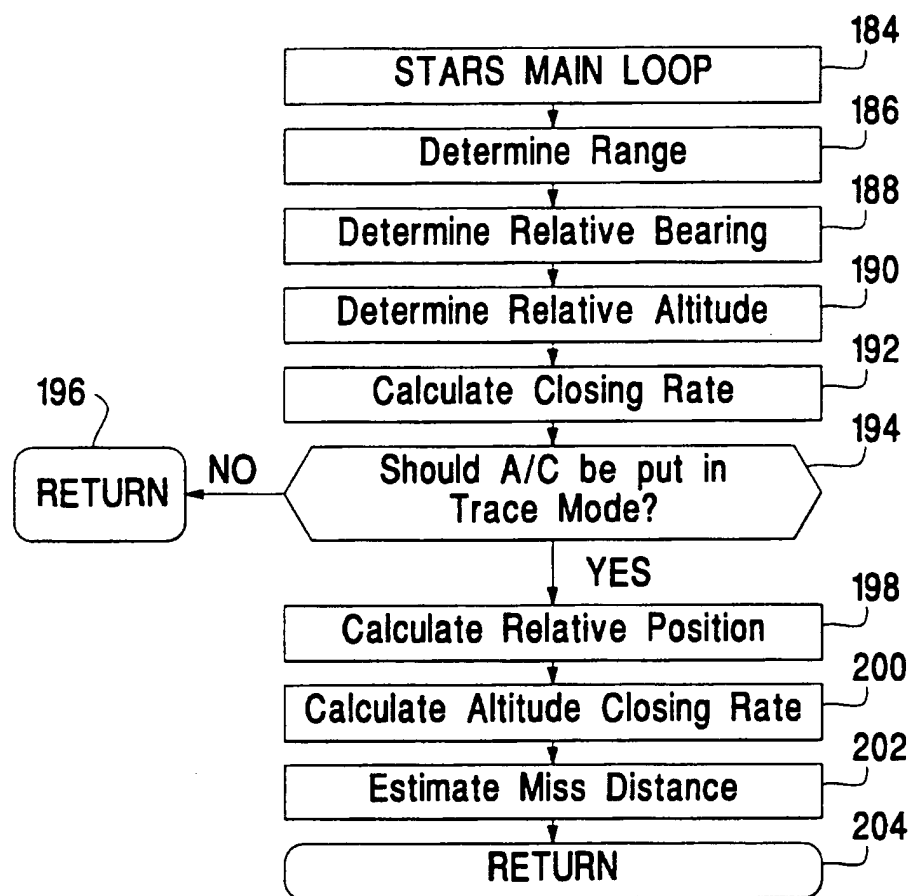 184
STARS MAIN LOOP
186
Determine Range
188
Determine Relative Bearing
190
Determine Relative Altitude
192
Calculate Closing Rate
196
194
RETURN
NO
Should A/C be put in
Trace Mode?
YES
198
Calculate Relative Position
200
Calculate Altitude Closing Rate
202
Estimate Miss Distance
204
RETURN